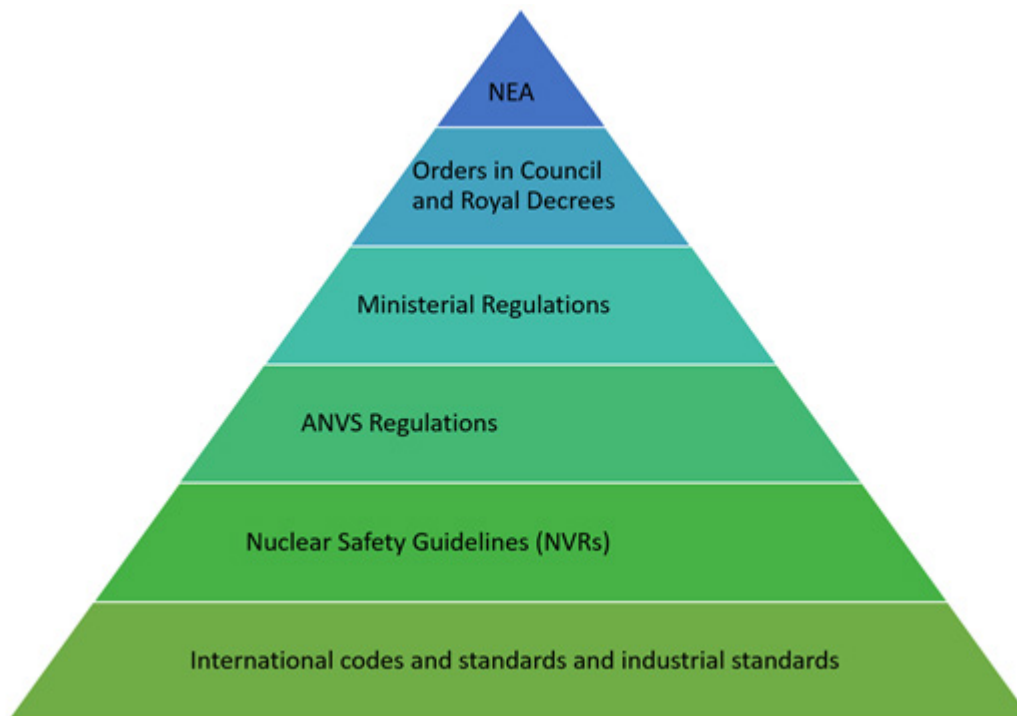 NEA
Orders in Council
and Royal Decrees
Ministerial Regulations
ANVS Regulations
Nuclear Safety Guidelines (NVRs)
International codes and standards and industrial standards